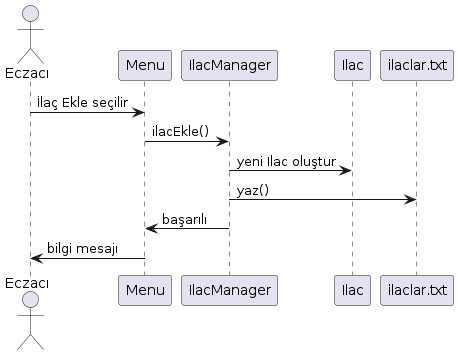 Eczacı
Menu
IlacManager
Ilac
ilaclar.txt
İlaç Ekle seçilir
ilacEkle()
yeni Ilac oluştur
yaz()
başarılı
bilgi mesajı
Eczacı
Menu
IlacManager
Ilac
ilaclar.txt